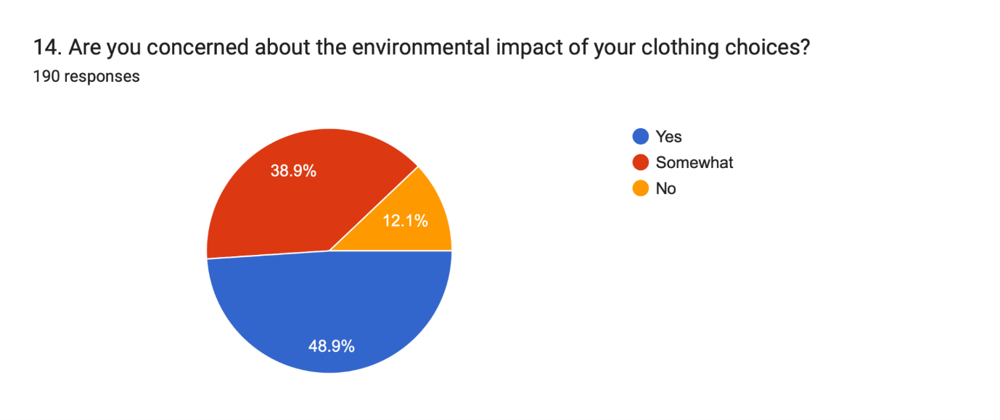 14. Are you concerned about the environmental impact of your clothing choices?
190 responses
Yes
Somewhat
No
38.9%
12.1%
48.9%